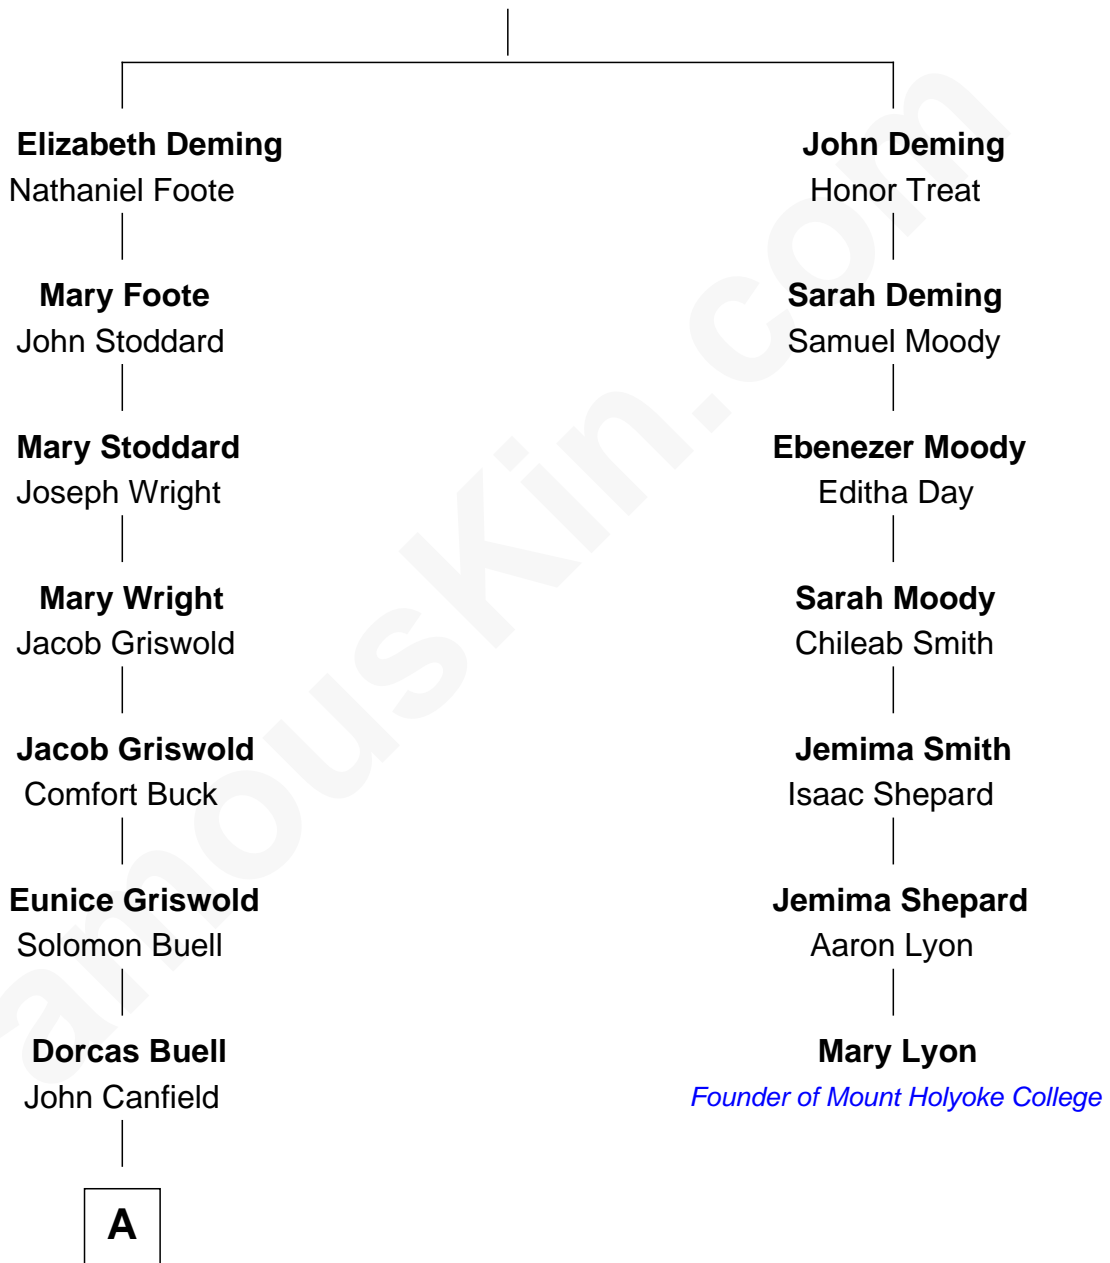 Elizabeth Deming
Nathaniel Foote
Mary Foote
John Stoddard
Mary Stoddard
Joseph Wright
Mary Wright
Jacob Griswold
Jacob Griswold
Comfort Buck
Eunice Griswold
Solomon Buell
Dorcas Buell
John Canfield
A
John Deming
Honor Treat
Sarah Deming
Samuel Moody
Ebenezer Moody
Editha Day
Sarah Moody
Chileab Smith
Jemima Smith
Isaac Shepard
Jemima Shepard
Aaron Lyon
Mary Lyon
Founder of Mount Holyoke College
amousKin.com